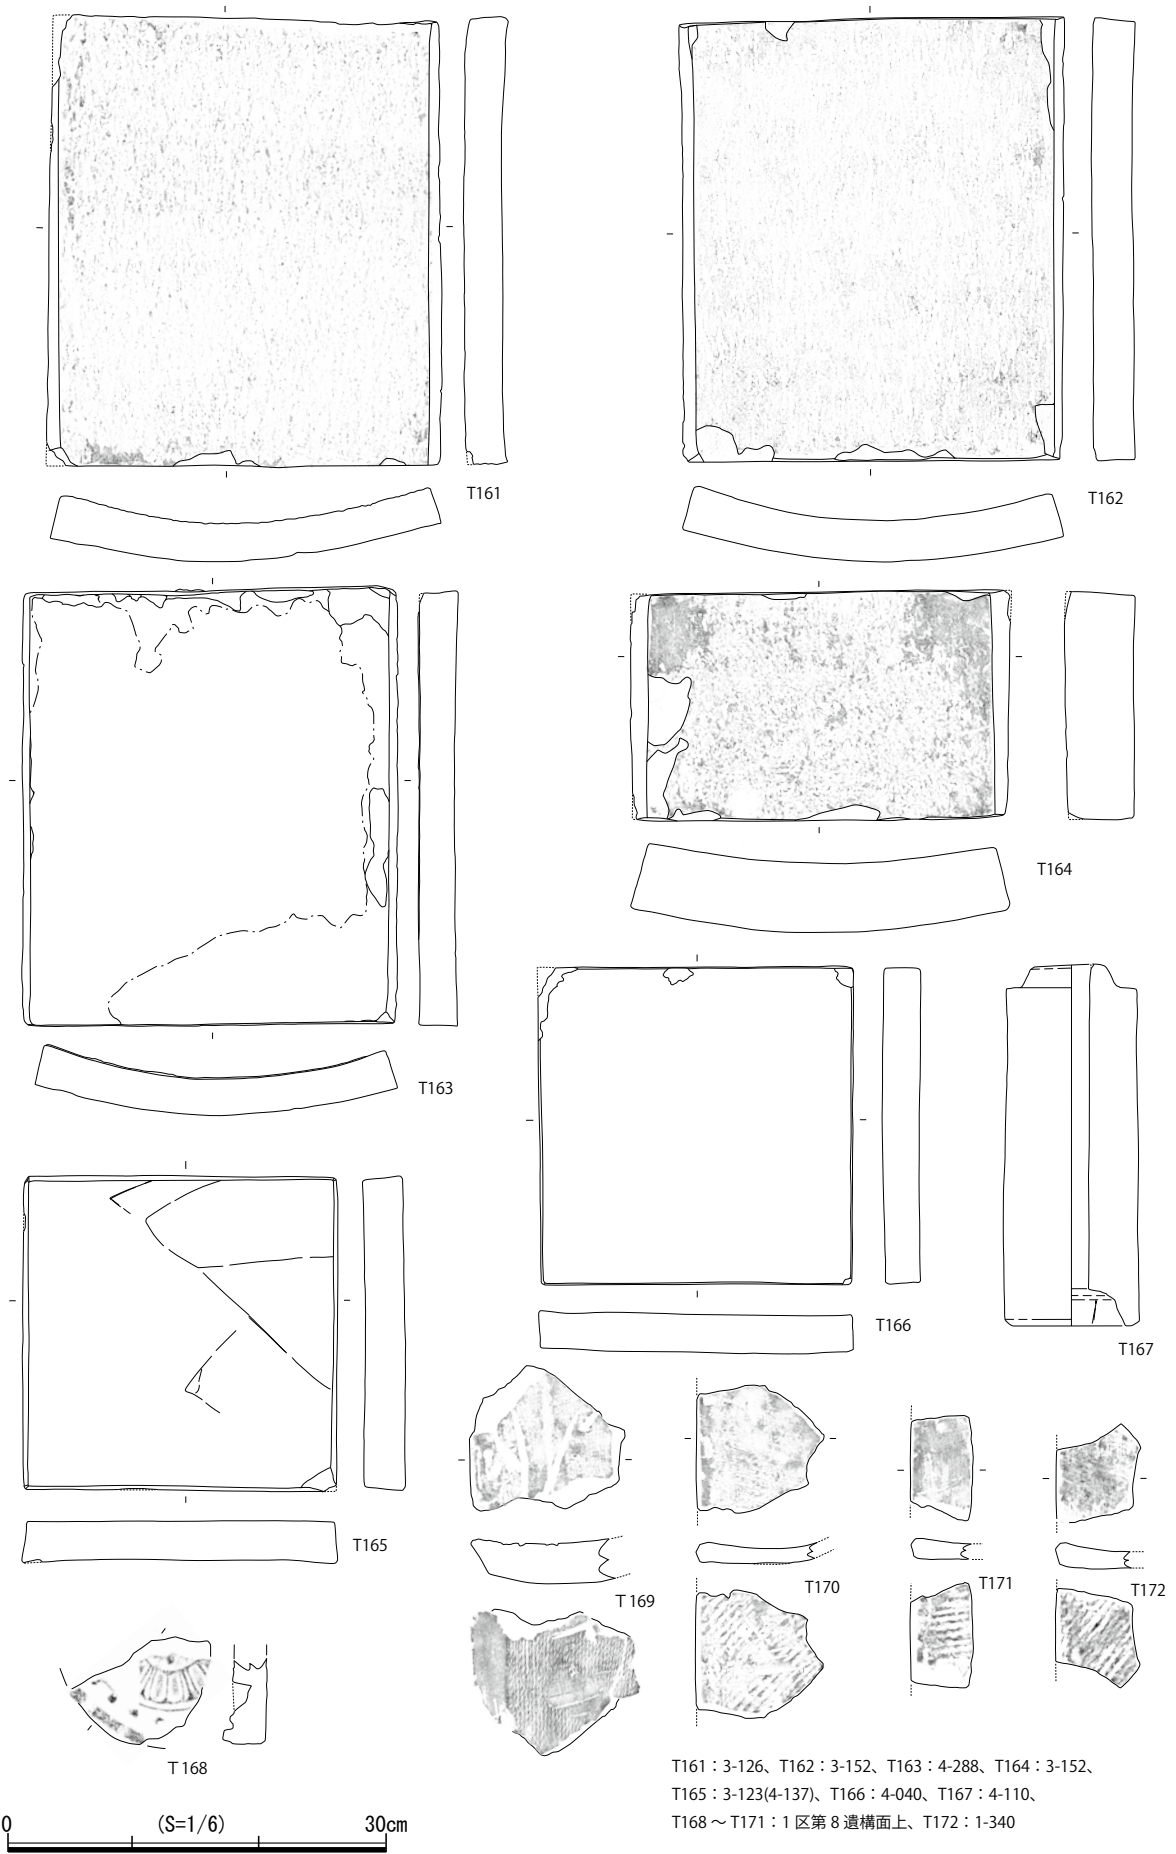 T161
T162
T163
T164
T165
T166
T167
T168
T169
T170
T171
T172
T161：3-126、T162：3-152、T163：4-288、T164：3-152、
T165：3-123(4-137)、T166：4-040、T167：4-110、
T168～T171：1区第8遺構面上、T172：1-340
0 (S=1/6) 30cm